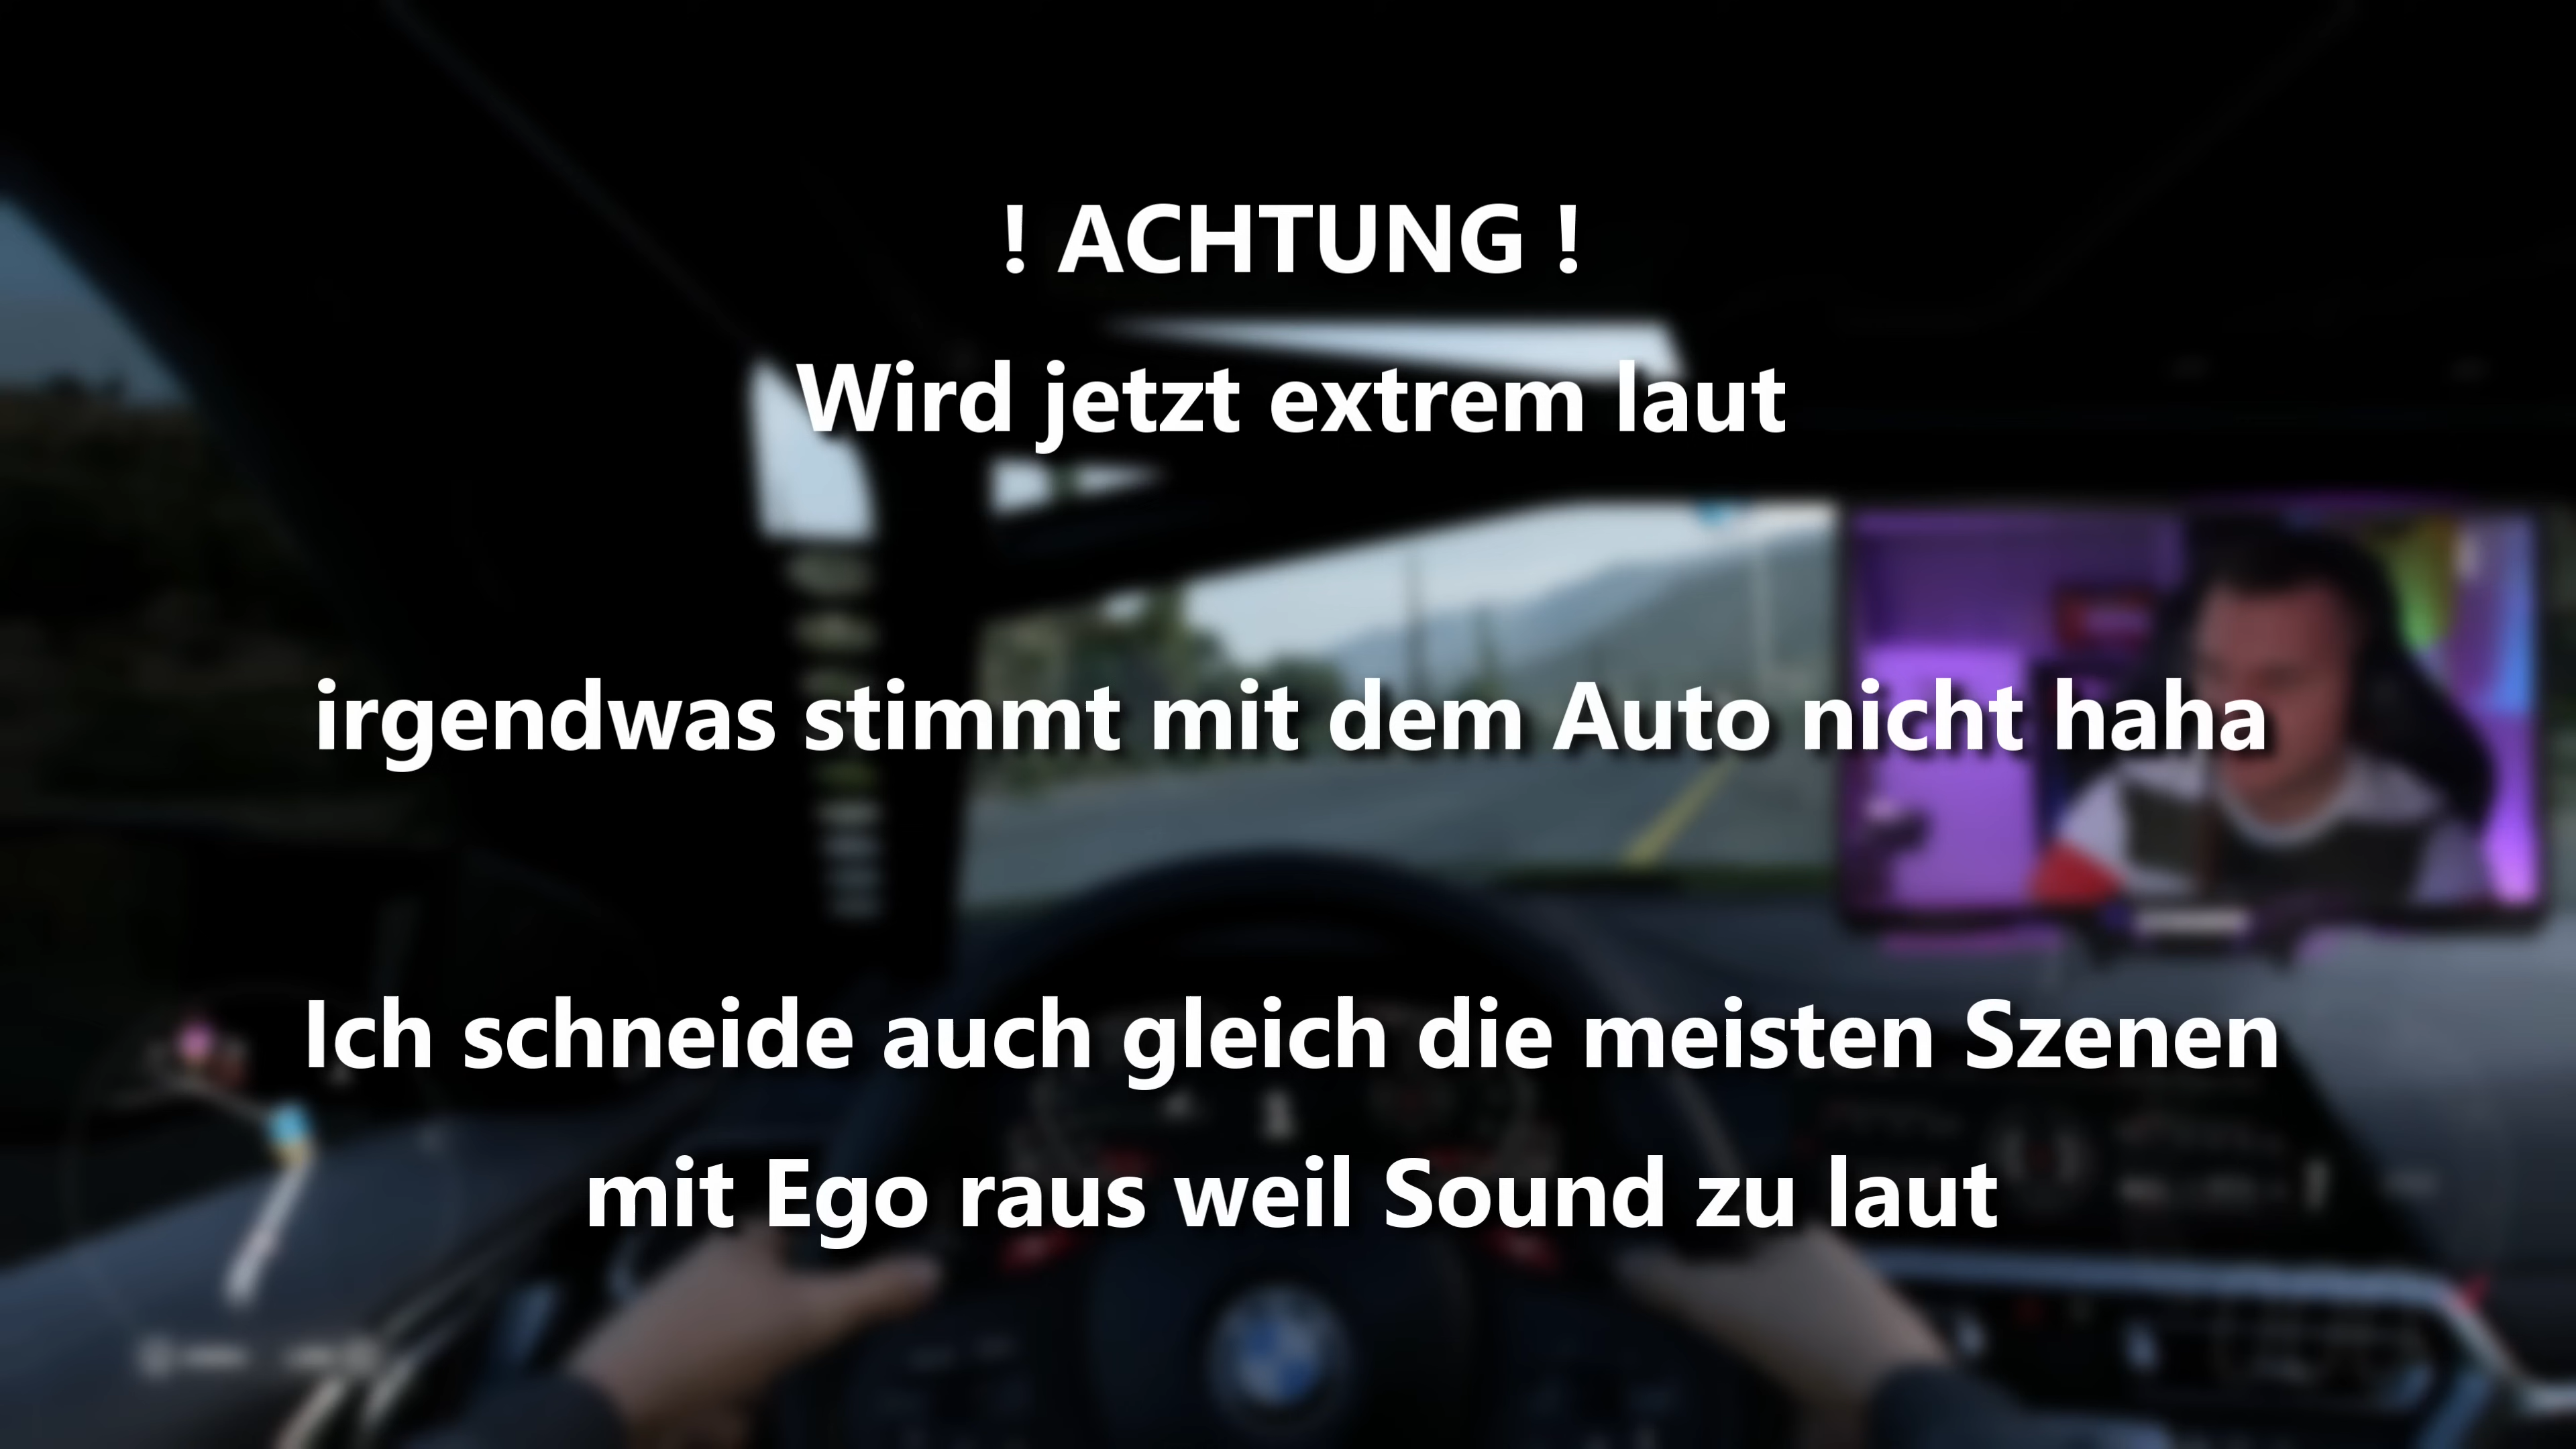 ! ACHTUNG !
Wird jetzt extrem laut
irgendwas stimmt mit dem Auto nicht haha
Ich schneide auch gleich die meisten Szenen
mit Ego raus weil Sound zu laut